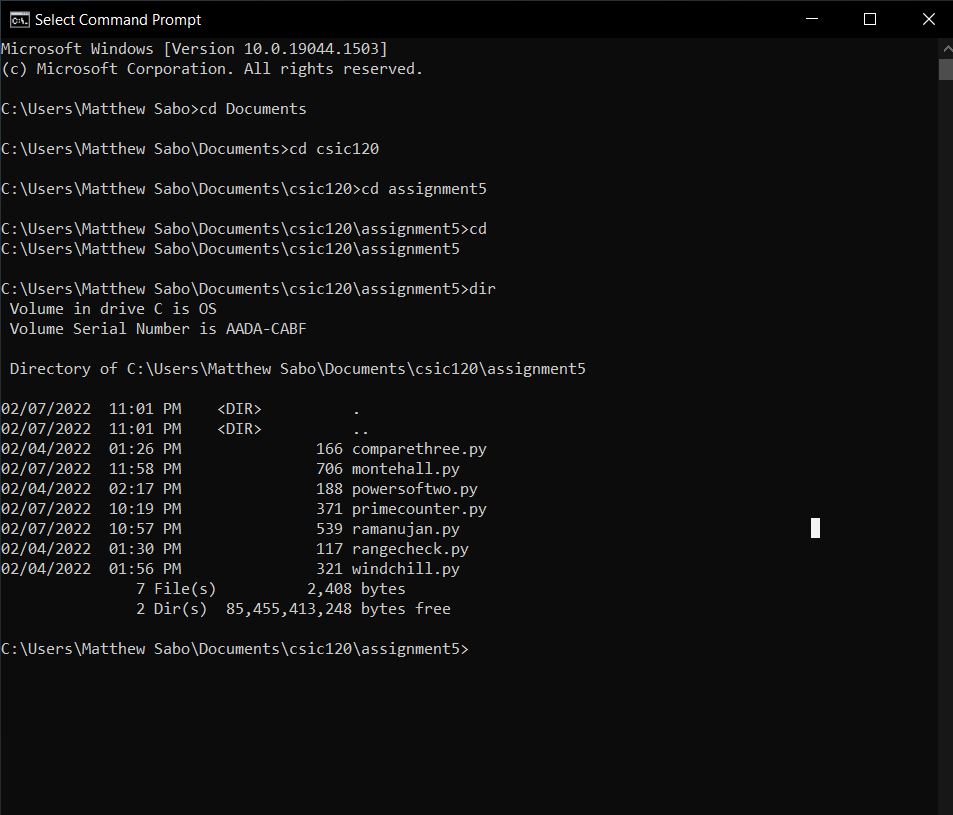 Select Command Prompt
Microsoft Windows [Version 10.0.19044.1503]
(c) Microsoft Corporation. All rights reserved.
C:\Users\Matthew Sabo>cd Documents
C:\Users\Matthew Sabo\Documents>cd csic120
C:\Users\Matthew Sabo\Documents\csic120>cd assignment5
C:\Users\Matthew Sabo\Documents\csic120\assignment5>cd
C:\Users\Matthew Sabo\Documents\csic120\assignment5
C:\Users\Matthew Sabo\Documents\csic120\assignment5>dir
 Volume in drive C is OS
 Volume Serial Number is AADA-CABF
 Directory of C:\Users\Matthew Sabo\Documents\csic120\assignment5
02/07/2022  11:01 PM    <DIR>          .
02/07/2022  11:01 PM    <DIR>          ..
02/04/2022  01:26 PM               166 comparethree.py
02/07/2022  11:58 PM               706 montehall.py
02/04/2022  02:17 PM               188 powersoftwo.py
02/07/2022  10:19 PM               371 primecounter.py
02/07/2022  10:57 PM               539 ramanujan.py
02/04/2022  01:30 PM               117 rangecheck.py
02/04/2022  01:56 PM               321 windchill.py
               7 File(s)          2,408 bytes
               2 Dir(s)  85,455,413,248 bytes free
C:\Users\Matthew Sabo\Documents\csic120\assignment5>